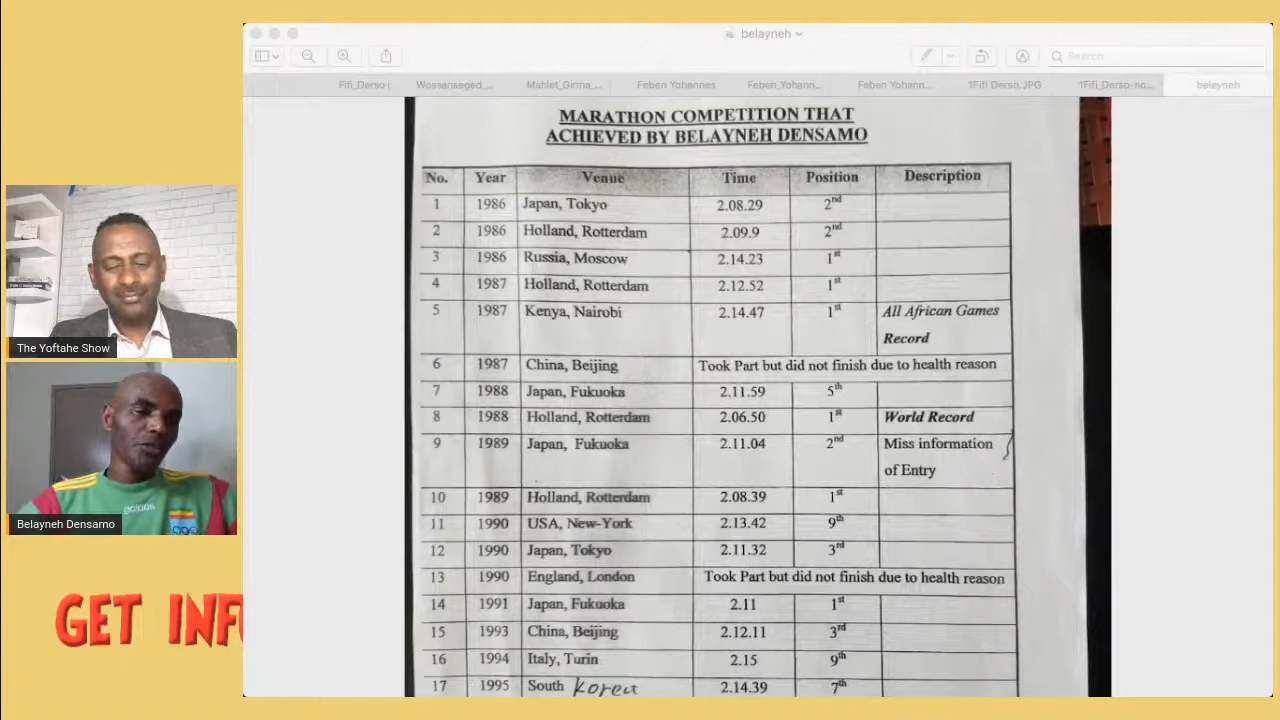 belayneh
Search
Fifi_Derso Wossanseged_... Mahlet_Girma_... Feben Yohannes Feben_Yohann... Feben Yohann... 1Fifi Derso.JPG 1Fifi_Derso-no... belayneh
MARATHON COMPETITION THAT
ACHIEVED BY BELAYNEH DENSAMO
No. Year Venue Time Position Description
1 1986 Japan, Tokyo 2.08.29 2nd
2 1986 Holland, Rotterdam 2.09.9 2nd
3 1986 Russia, Moscow 2.14.23 1st
4 1987 Holland, Rotterdam 2.12.52 1st
5 1987 Kenya, Nairobi 2.14.47 1st All African Games
Record
6 1987 China, Beijing Took Part but did not finish due to health reason
7 1988 Japan, Fukuoka 2.11.59 5th
8 1988 Holland, Rotterdam 2.06.50 1st World Record
9 1989 Japan, Fukuoka 2.11.04 2nd Miss information
of Entry
10 1989 Holland, Rotterdam 2.08.39 1st
11 1990 USA, New-York 2.13.42 9th
12 1990 Japan, Tokyo 2.11.32 3rd
13 1990 England, London Took Part but did not finish due to health reason
14 1991 Japan, Fukuoka 2.11 1st
15 1993 China, Beijing 2.12.11 3rd
16 1994 Italy, Turin 2.15 9th
17 1995 South Korea 2.14.39 7th
The Yoftahe Show
adidas
Belayneh Densamo
GET INFO